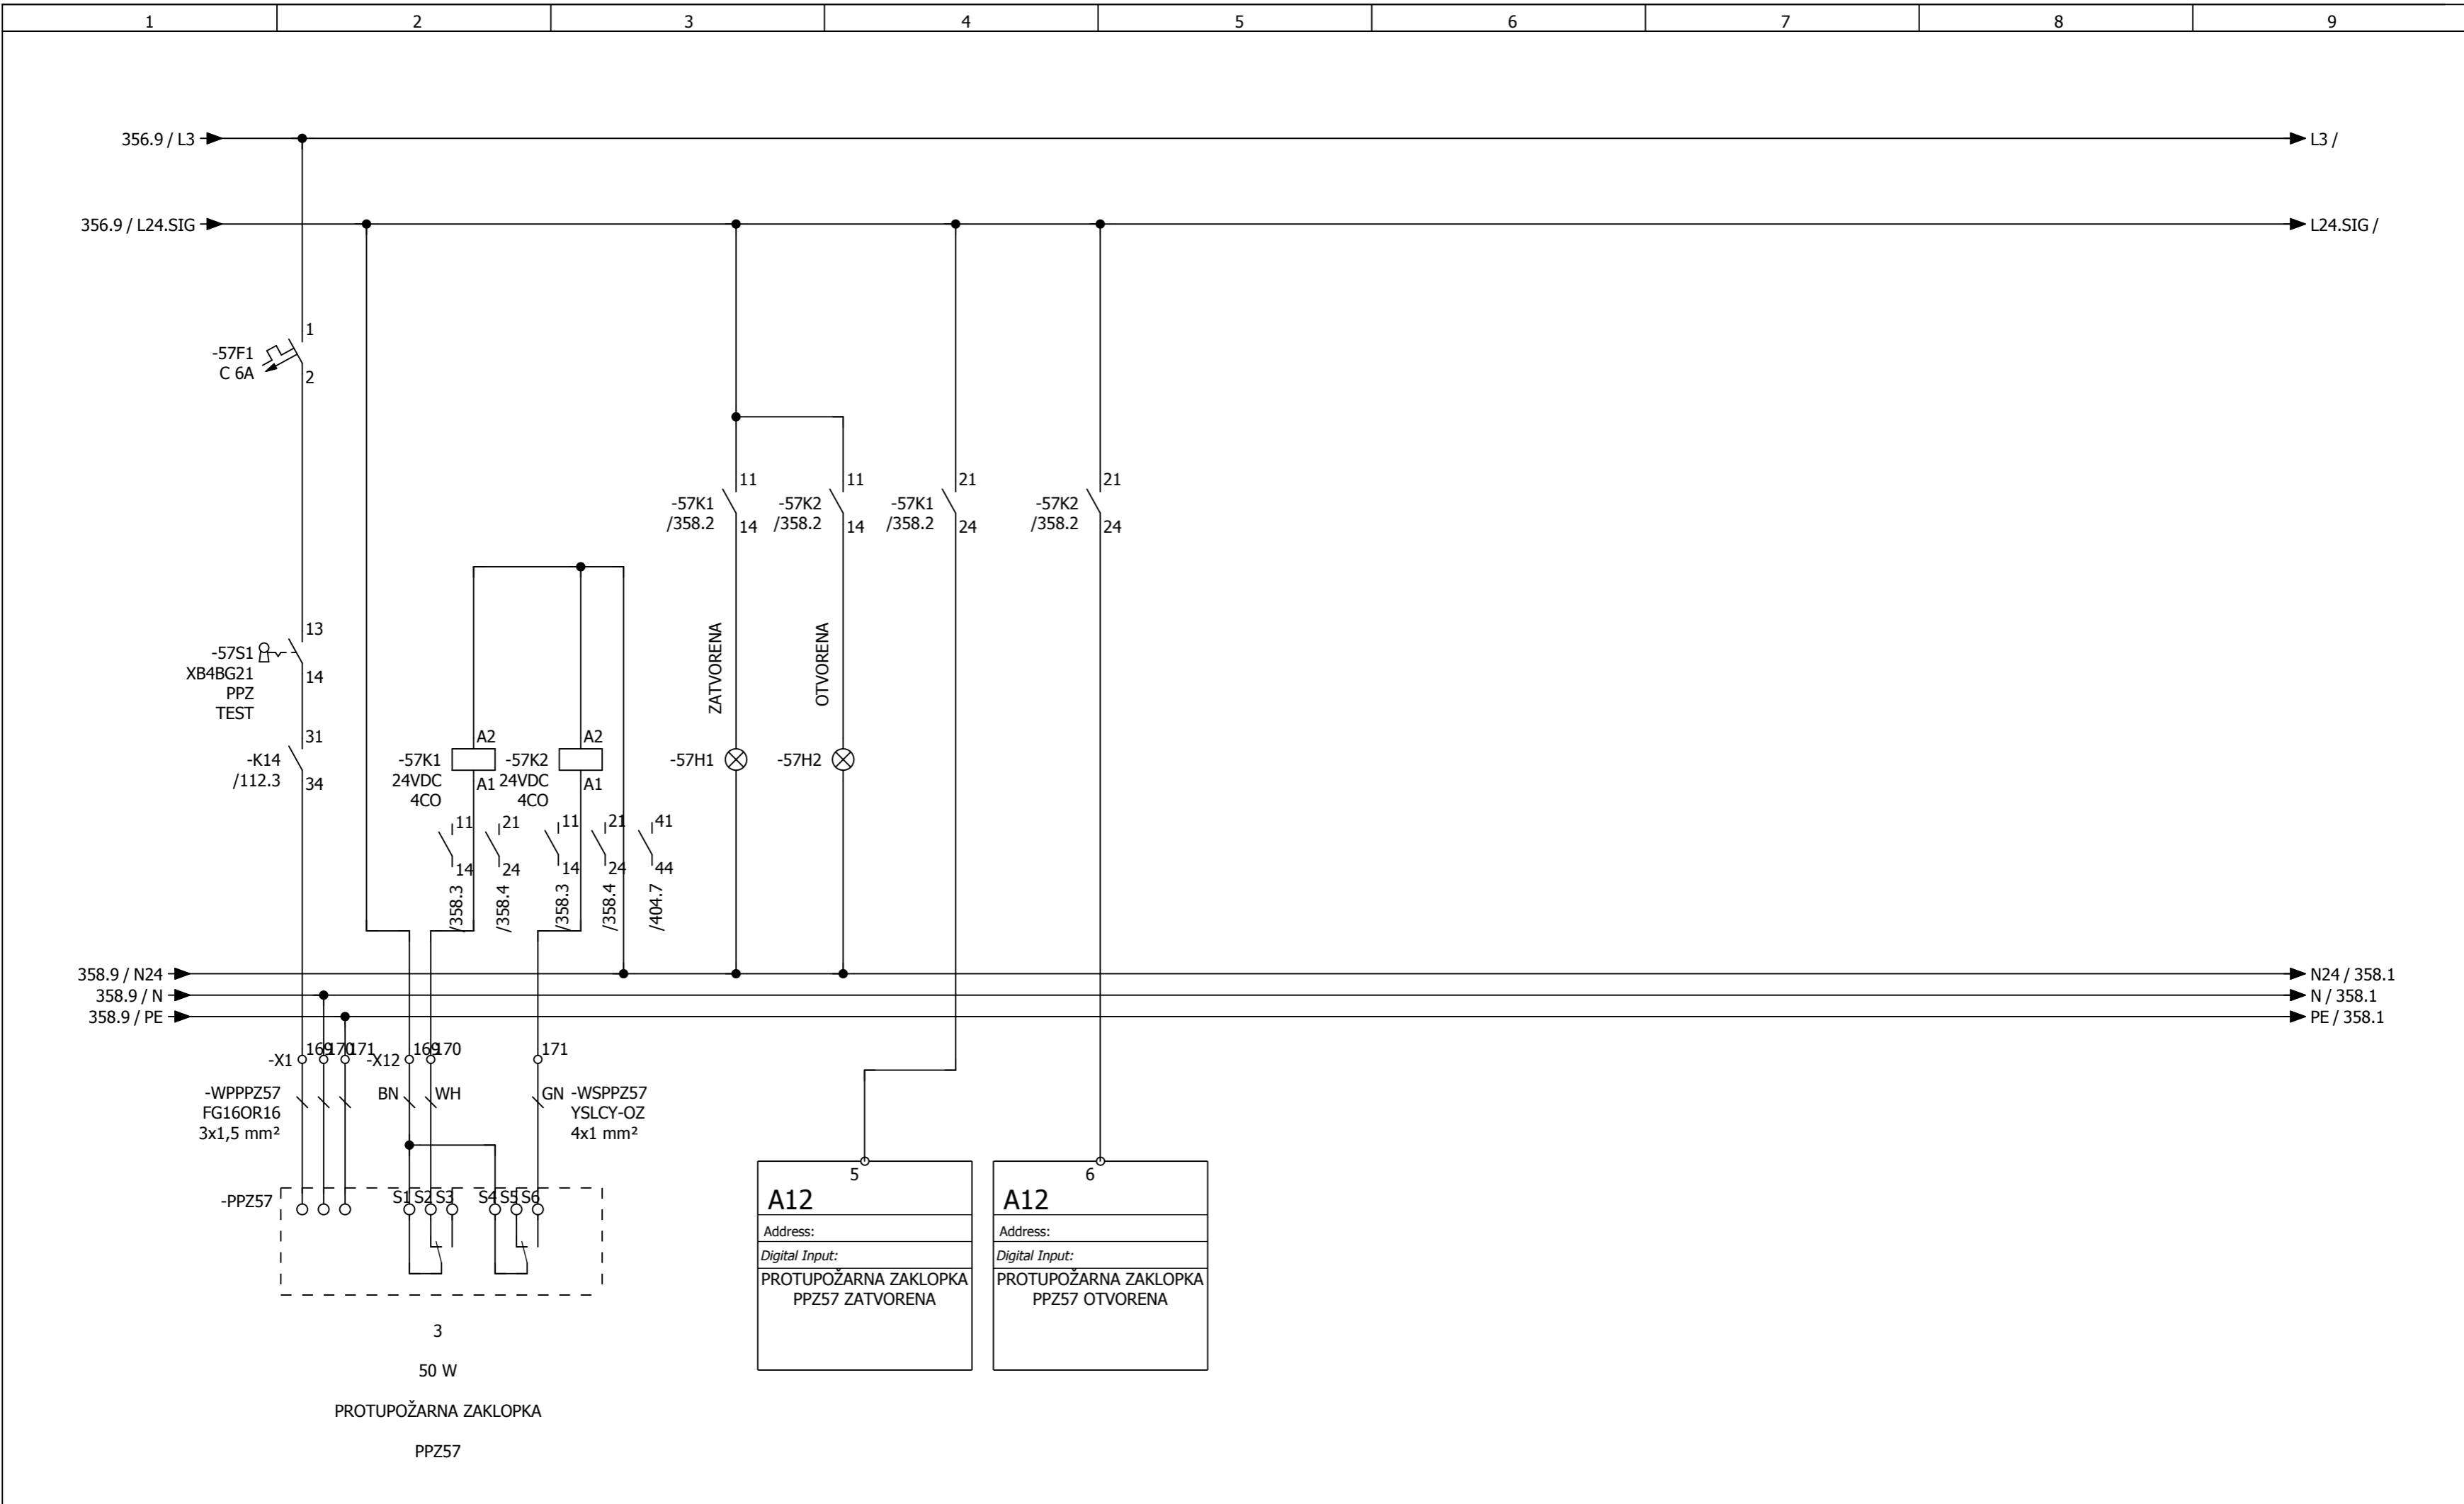 1 2 3 4 5 6 7 8 9
356.9 / L3
L3 /
356.9 / L24.SIG
L24.SIG /
1
-57F1
C 6A
2
11 11 21 21
-57K1
/358.2
-57K2
/358.2
-57K1
/358.2
-57K2
/358.2
14 14 24 24
13
-57S1
XB4BG21
PPZ
TEST
14
ZATVORENA
OTVORENA
31
-K14
/112.3
34
A2
-57K1
24VDC
4CO
A1
A2
-57K2
24VDC
4CO
A1
-57H1
-57H2
11 21 11 21 41
14 24 14 24 44
/358.3
/358.4
/358.3
/358.4
/404.7
358.9 / N24
N24 / 358.1
358.9 / N
N / 358.1
358.9 / PE
PE / 358.1
-X1 169 170 171 -X12 169 170 171
-WPPPZ57
FG16OR16
3x1,5 mm²
BN WH GN
-WSPPZ57
YSLCY-OZ
4x1 mm²
-PPZ57
S1 S2 S3 S4 S5 S6
5
A12
Address:
Digital Input:
PROTUPOŽARNA ZAKLOPKA
PPZ57 ZATVORENA
6
A12
Address:
Digital Input:
PROTUPOŽARNA ZAKLOPKA
PPZ57 OTVORENA
3
50 W
PROTUPOŽARNA ZAKLOPKA
PPZ57